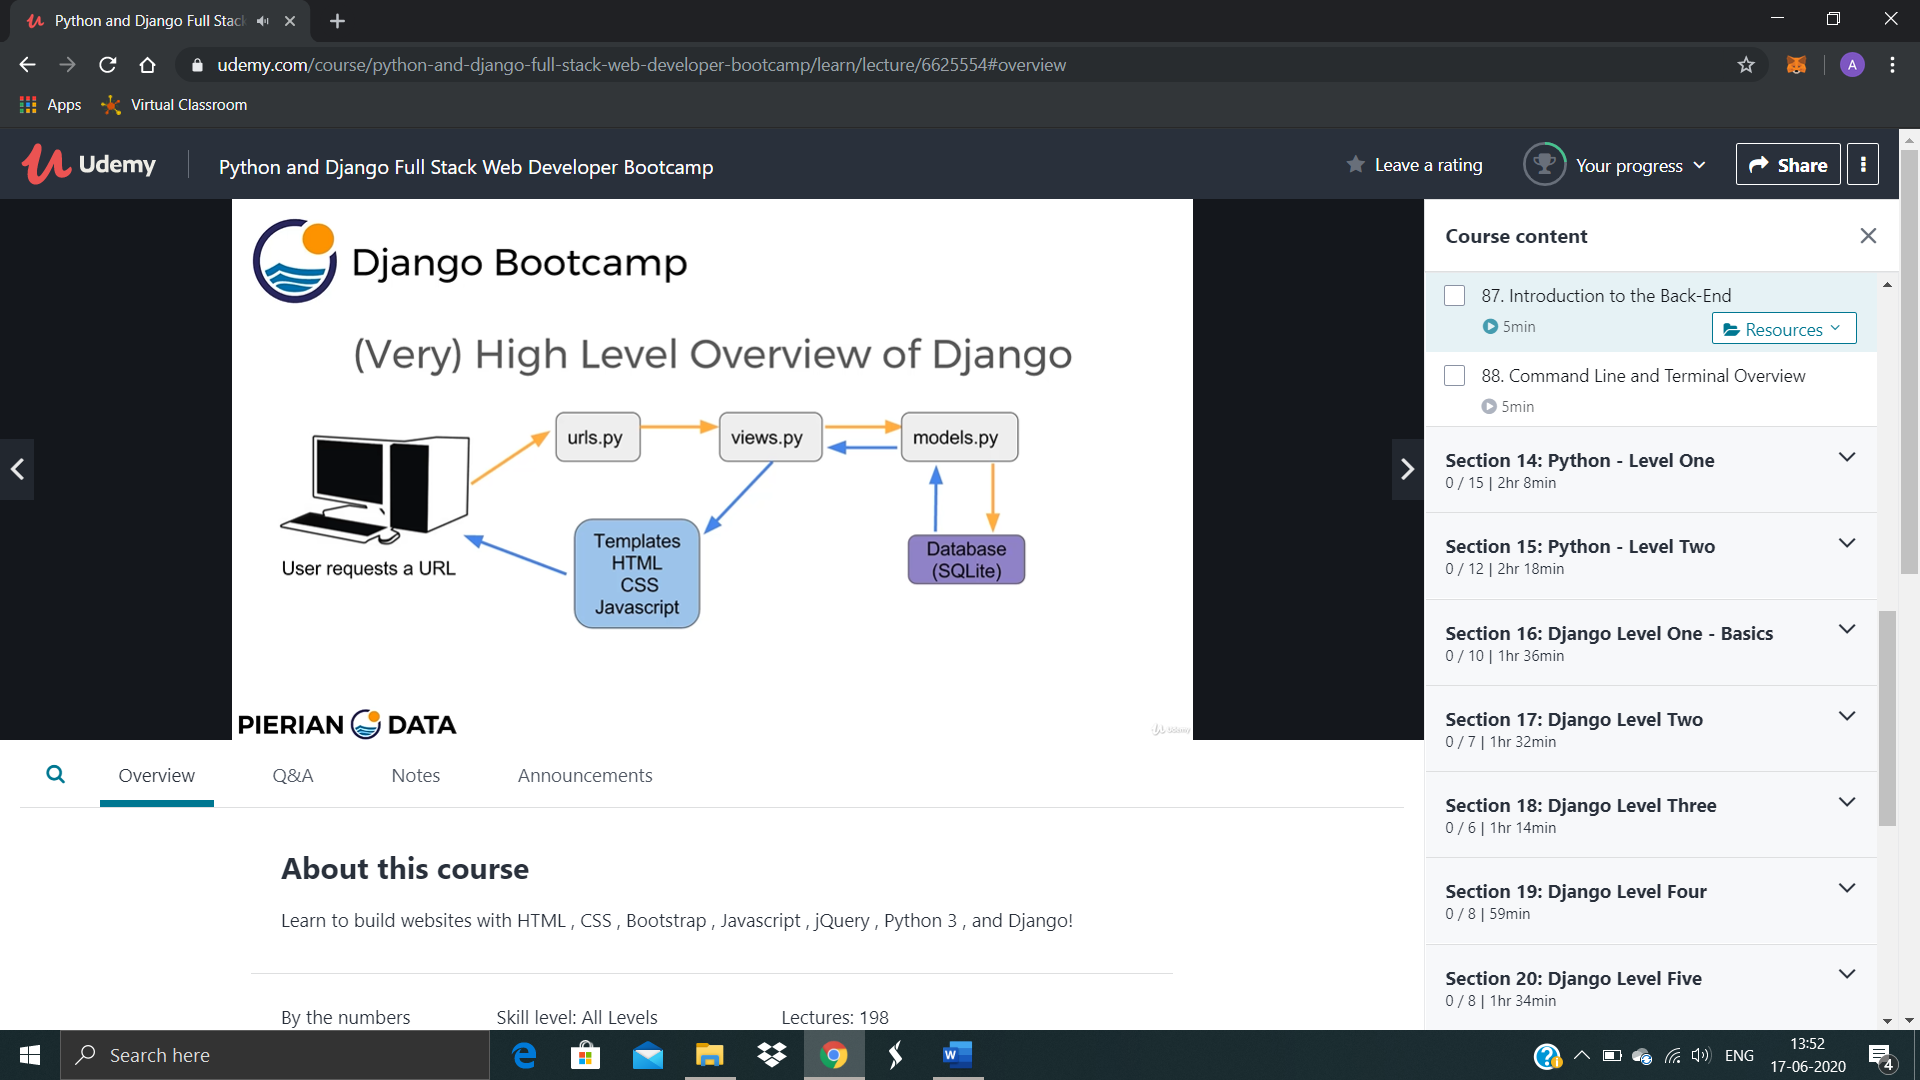 Python and Django Full Stack
udemy.com/course/python-and-django-full-stack-web-developer-bootcamp/learn/lecture/6625554#overview
A
Apps
Virtual Classroom
Udemy
Python and Django Full Stack Web Developer Bootcamp
Leave a rating
Your progress
Share
Django Bootcamp
(Very) High Level Overview of Django
urls.py
views.py
models.py
User requests a URL
Templates
HTML
CSS
Javascript
Database
(SQLite)
PIERIAN DATA
Udemy
Course content
87. Introduction to the Back-End
5min
Resources
88. Command Line and Terminal Overview
5min
Section 14: Python - Level One
0 / 15 | 2hr 8min
Section 15: Python - Level Two
0 / 12 | 2hr 18min
Section 16: Django Level One - Basics
0 / 10 | 1hr 36min
Section 17: Django Level Two
0 / 7 | 1hr 32min
Section 18: Django Level Three
0 / 6 | 1hr 14min
Section 19: Django Level Four
0 / 8 | 59min
Section 20: Django Level Five
0 / 8 | 1hr 34min
Overview
Q&A
Notes
Announcements
About this course
Learn to build websites with HTML , CSS , Bootstrap , Javascript , jQuery , Python 3 , and Django!
By the numbers
Skill level: All Levels
Lectures: 198
Search here
ENG
13:52
17-06-2020
4